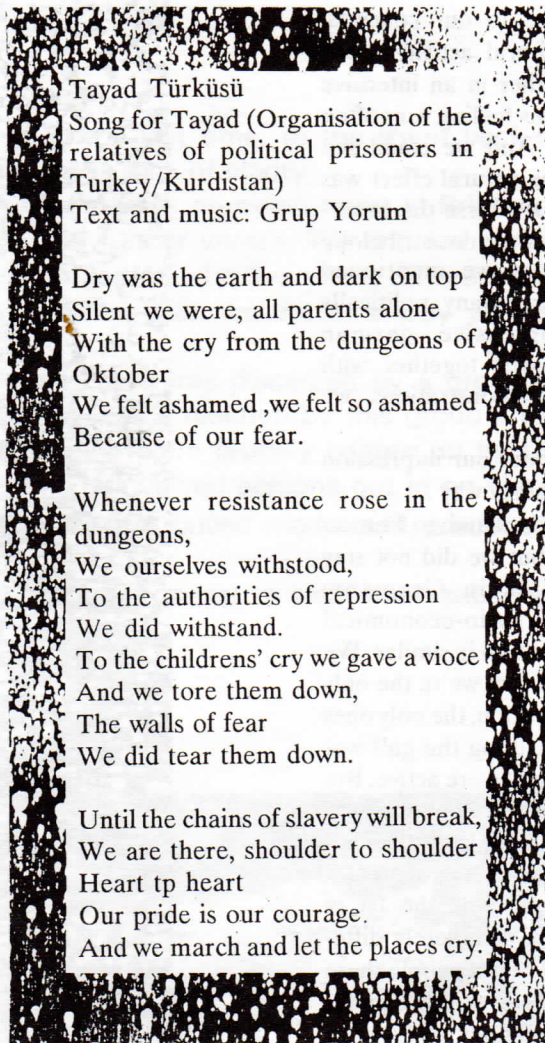 Tayad Türküsü
Song for Tayad (Organisation of the
relatives of political prisoners in
Turkey//Kurdistan)
Text and music: Grup Yorum
Dry was the earth and dark on top
Silent we were, all parents alone,
With the cry from the dungeons of
Oktober
We felt ashamed ,we felt so ashamed
Because of our fear.
Whenever resistance rose in the
dungeons,
We ourselves withstood,
To the authorities of repression
We did withstand.
To the childrens' cry we gave a vioce
And we tore them down,
The walls of fear
We did tear them down.
Until the chains of slavery will break,
We are there, shoulder to shoulder
Heart tp heart
Our pride is our courage
And we march and let the places cry.